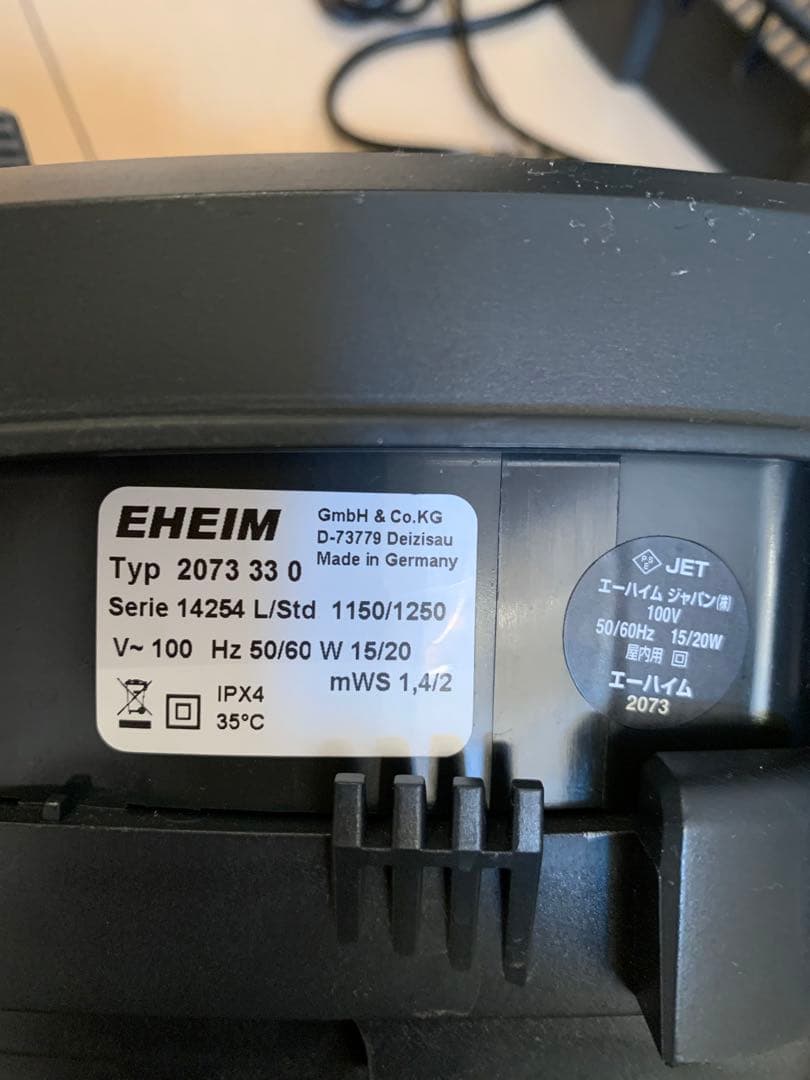 EHEIM
GmbH & Co.KG
D-73779 Deizisau
Made in Germany
Typ 2073 33 0
Serie 14254 L/Std 1150/1250
V~ 100 Hz 50/60 W 15/20
mWS 1,4/2
IPX4
35°C
PSE JET
エーハイム ジャパン(株)
100V
50/60Hz 15/20W
屋内用
エーハイム
2073